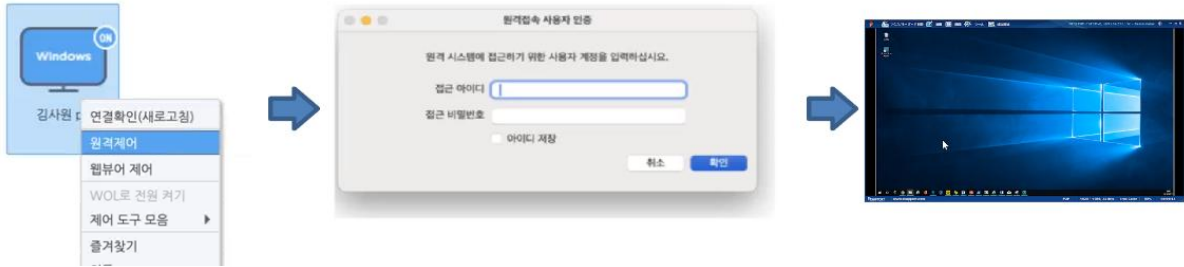 ON
Windows
김사원 p
연결확인(새로고침)
원격제어
웹뷰어 제어
WOL로 전원 켜기
제어 도구 모음
즐겨찾기
원격접속 사용자 인증
원격 시스템에 접근하기 위한 사용자 계정을 입력하십시오.
접근 아이디
접근 비밀번호
아이디 저장
취소
확인